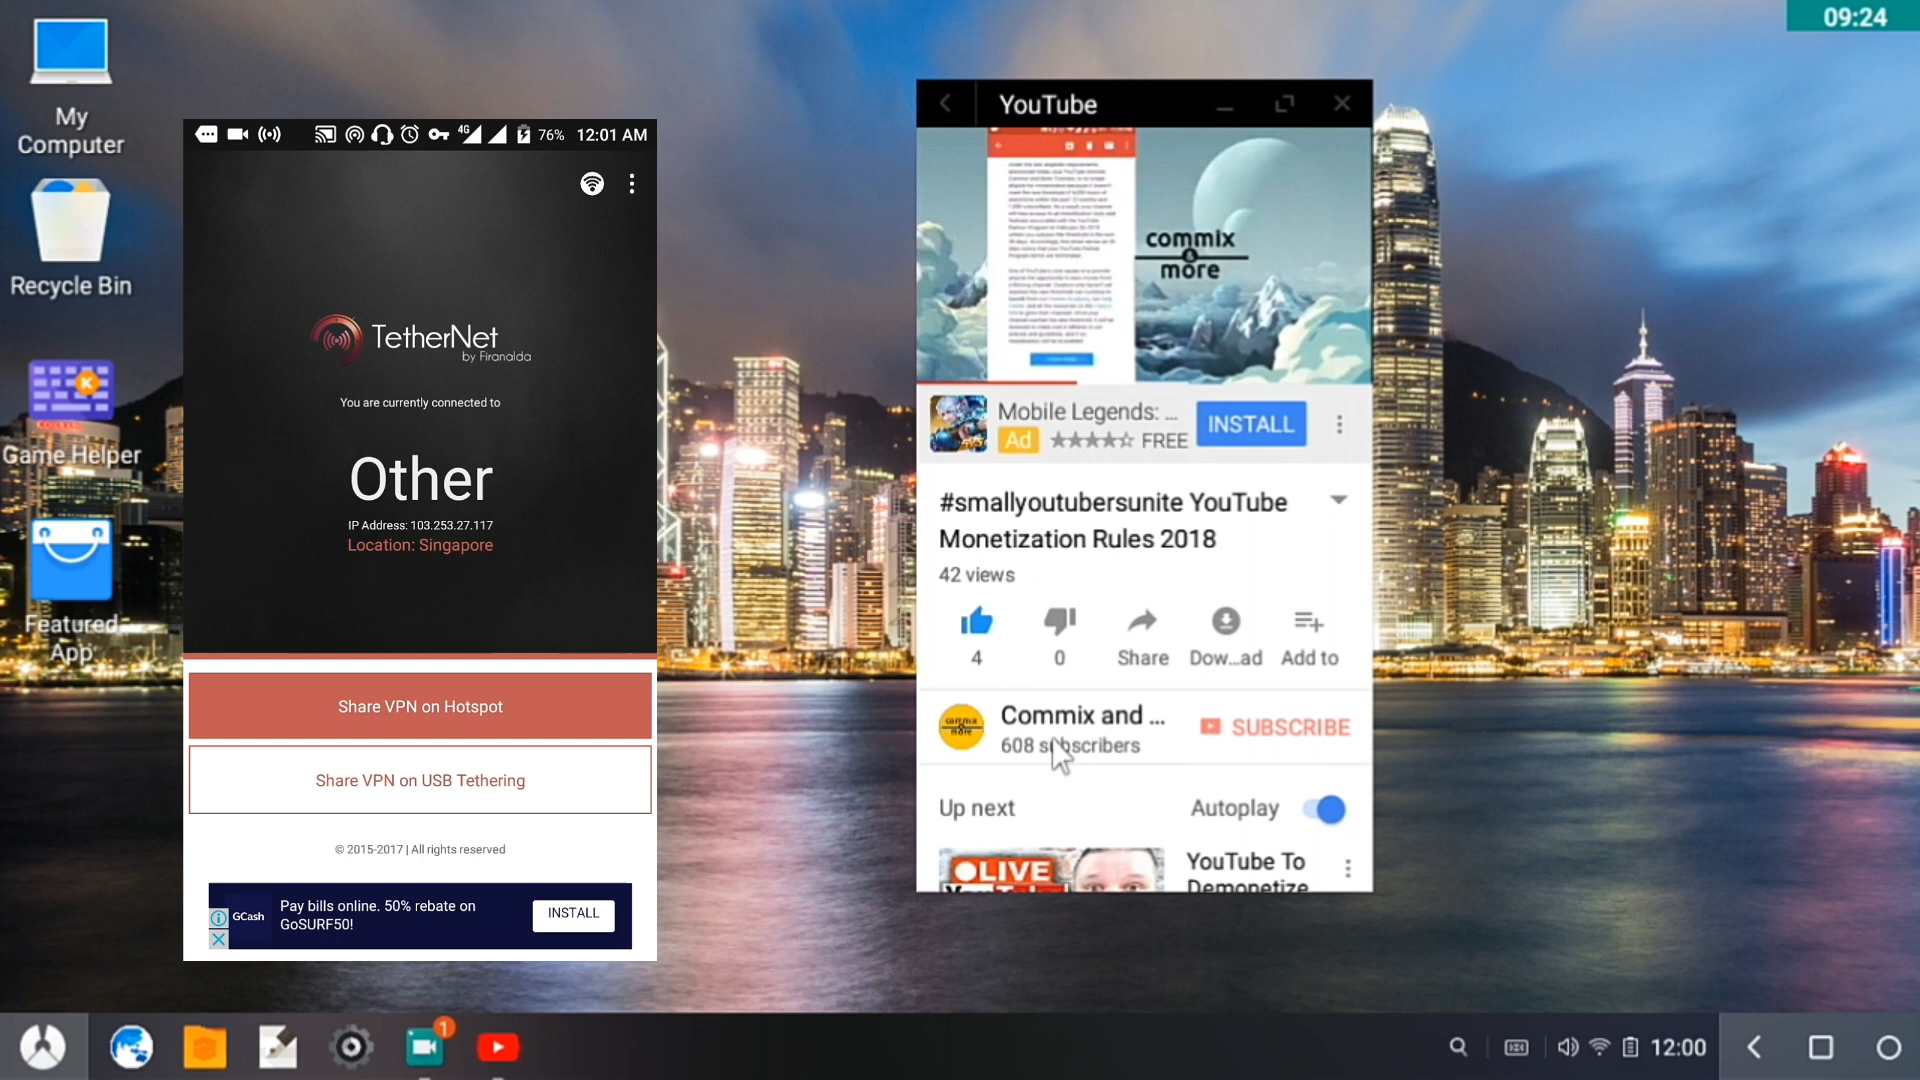 09:24
My
Computer
Recycle Bin
Game Helper
Featured
App
4G
76%
12:01 AM
TetherNet
by Firanalda
You are currently connected to
Other
IP Address: 103.253.27.117
Location: Singapore
Share VPN on Hotspot
Share VPN on USB Tethering
© 2015-2017 | All rights reserved
GCash
Pay bills online. 50% rebate on
GoSURF50!
INSTALL
YouTube
commix
&
more
Mobile Legends: ...
Ad
FREE
INSTALL
#smallyoutubersunite YouTube
Monetization Rules 2018
42 views
4
0
Share
Dow...ad
Add to
commix
more
Commix and ...
608 subscribers
SUBSCRIBE
Up next
Autoplay
LIVE
YouTube To
Demonetize
K
1
12:00